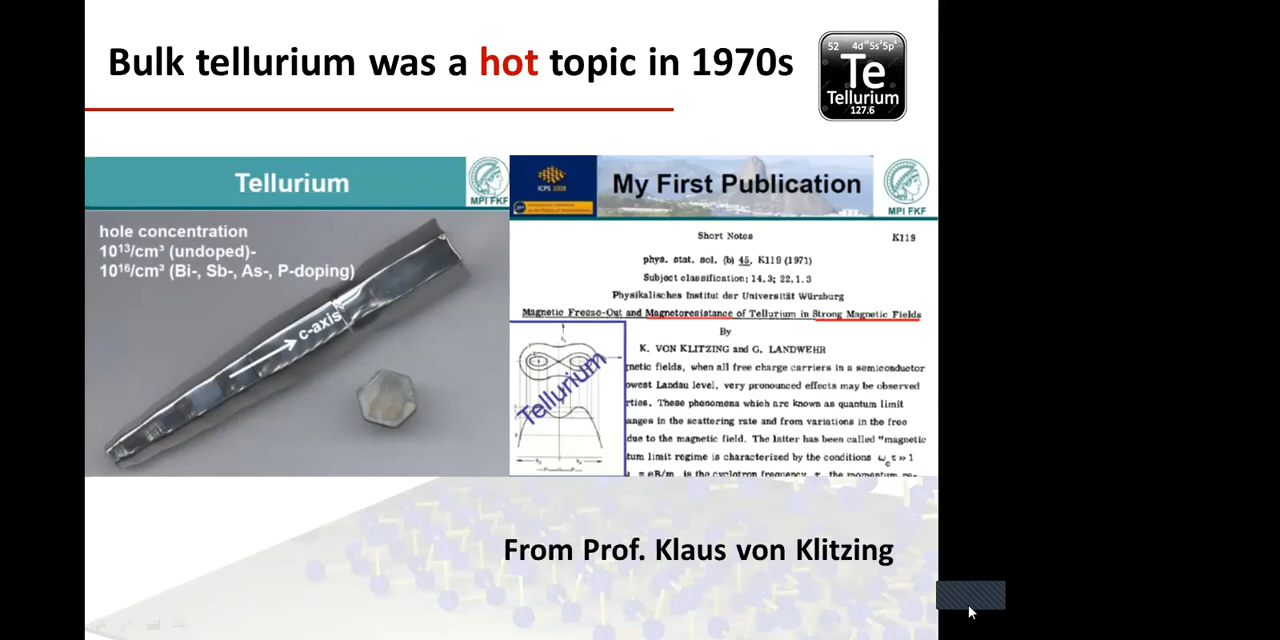 Bulk tellurium was a hot topic in 1970s
52 4d¹⁰5s²5p⁴
Te
Tellurium
127.6
Tellurium
MPI FKF
hole concentration
10¹³/cm³ (undoped)-
10¹⁶/cm³ (Bi-, Sb-, As-, P-doping)
c-axis
ICPS 2008
My First Publication
MPI FKF
Short Notes K119
phys. stat. sol. (b) 45, K119 (1971)
Subject classification: 14.3; 22.1.3
Physikalisches Institut der Universität Würzburg
Magnetic Freeze-Out and Magnetoresistance of Tellurium in Strong Magnetic Fields
By
K. VON KLITZING and G. LANDWEHR
Tellurium
gnetic fields, when all free charge carriers in a semiconductor
owest Landau level, very pronounced effects may be observed
rties. These phenomena which are known as quantum limit
anges in the scattering rate and from variations in the free
due to the magnetic field. The latter has been called "magnetic
tum limit regime is characterized by the conditions ω_c τ >> 1
= eB/m is the cyclotron frequency, τ the momentum re-
From Prof. Klaus von Klitzing